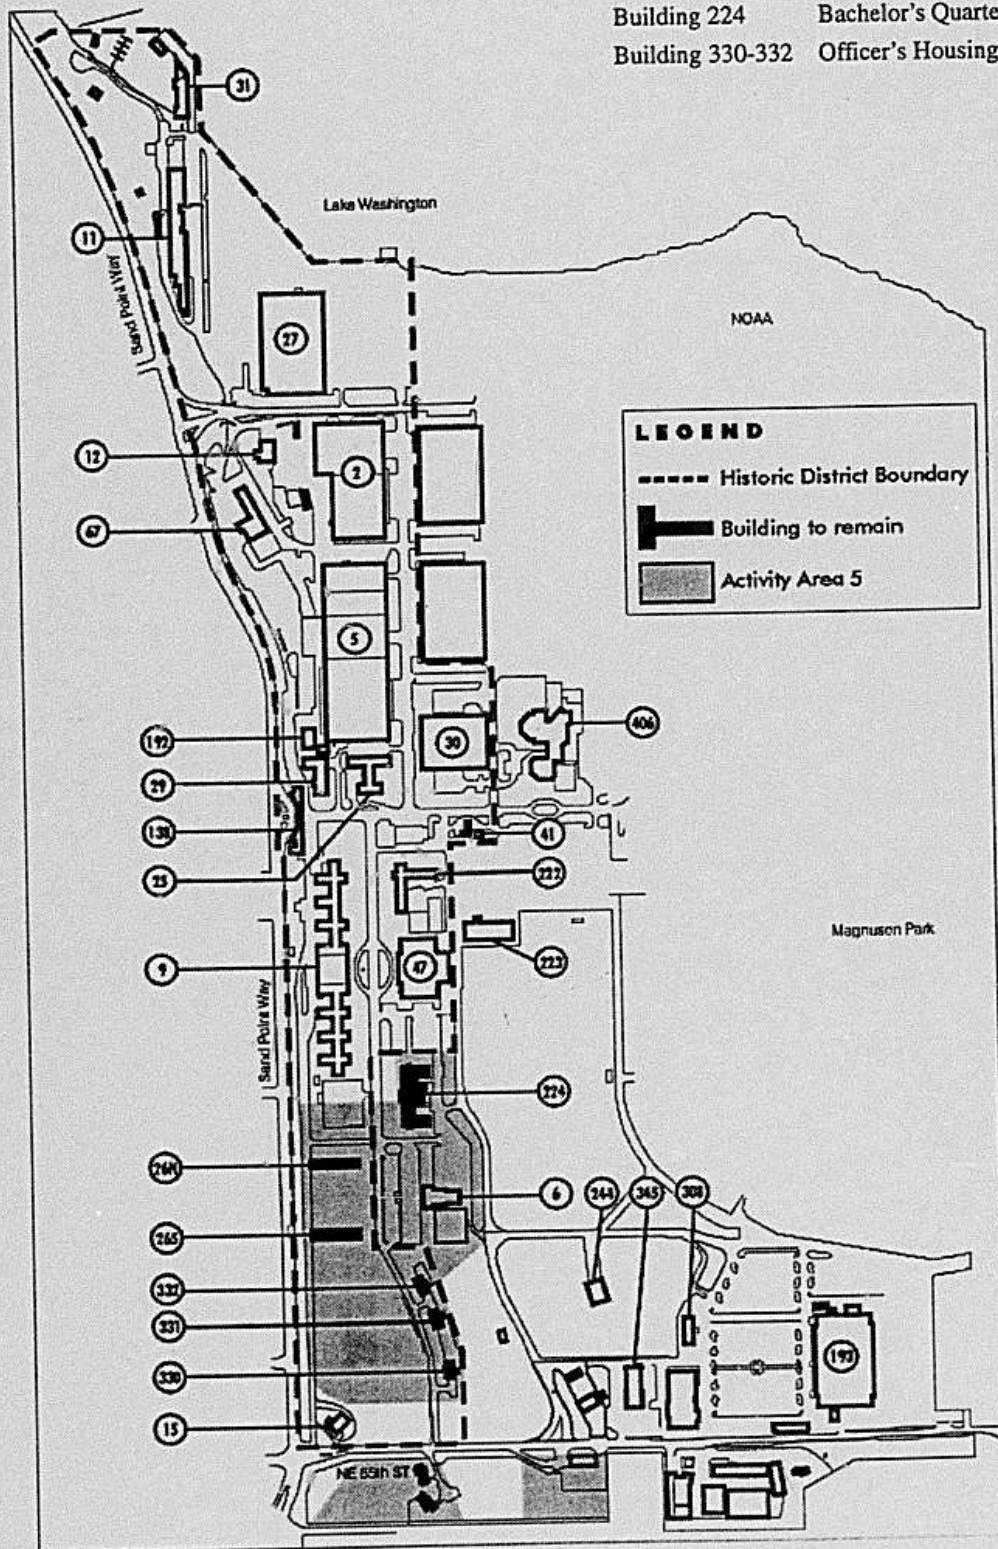 Building 224 Bachelor's Quarte
Building 330-332 Officer's Housing
31
Lake Washington
11
Sand Point Way
NOAA
27
LEGEND
Historic District Boundary
Building to remain
Activity Area 5
12
2
67
5
192
30
406
29
138
41
25
222
Magnuson Park
9
47
223
Sand Point Way
224
26N
6
244
345
308
265
332
331
193
330
15
NE 65th ST